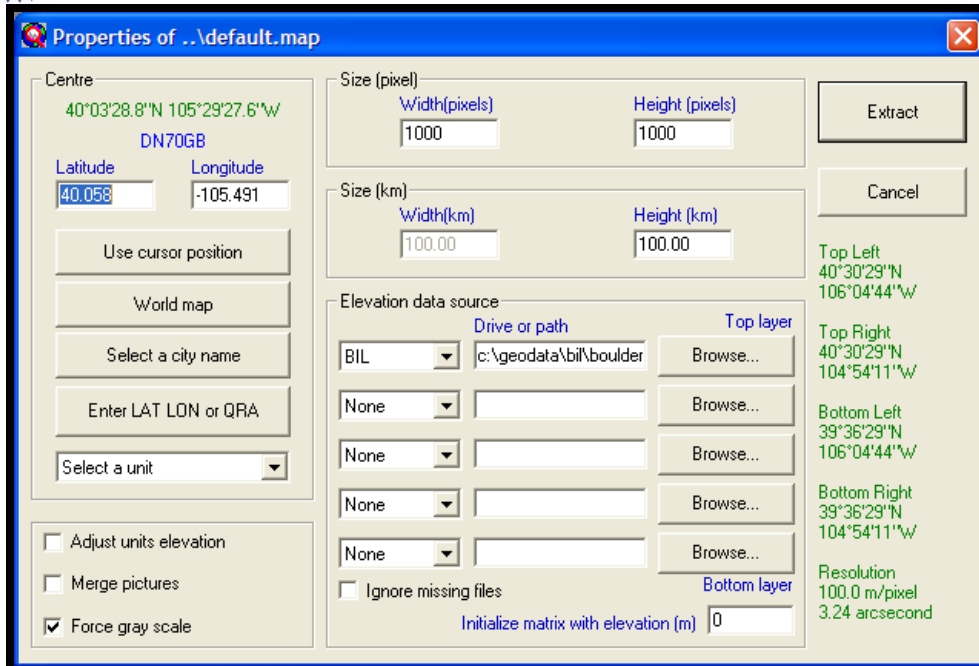 Properties of ..\default.map
Centre
40°03'28.8''N 105°29'27.6''W
DN70GB
Latitude Longitude
40.058 -105.491
Use cursor position
World map
Select a city name
Enter LAT LON or QRA
Select a unit
Adjust units elevation
Merge pictures
Force gray scale
Size (pixel)
Width(pixels) Height (pixels)
1000 1000
Size (km)
Width(km) Height (km)
100.00 100.00
Elevation data source
Drive or path Top layer
BIL c:\geodata\bil\boulder Browse...
None Browse...
None Browse...
None Browse...
None Browse...
Ignore missing files Bottom layer
Initialize matrix with elevation (m) 0
Extract
Cancel
Top Left
40°30'29''N
106°04'44''W
Top Right
40°30'29''N
104°54'11''W
Bottom Left
39°36'29''N
106°04'44''W
Bottom Right
39°36'29''N
104°54'11''W
Resolution
100.0 m/pixel
3.24 arcsecond